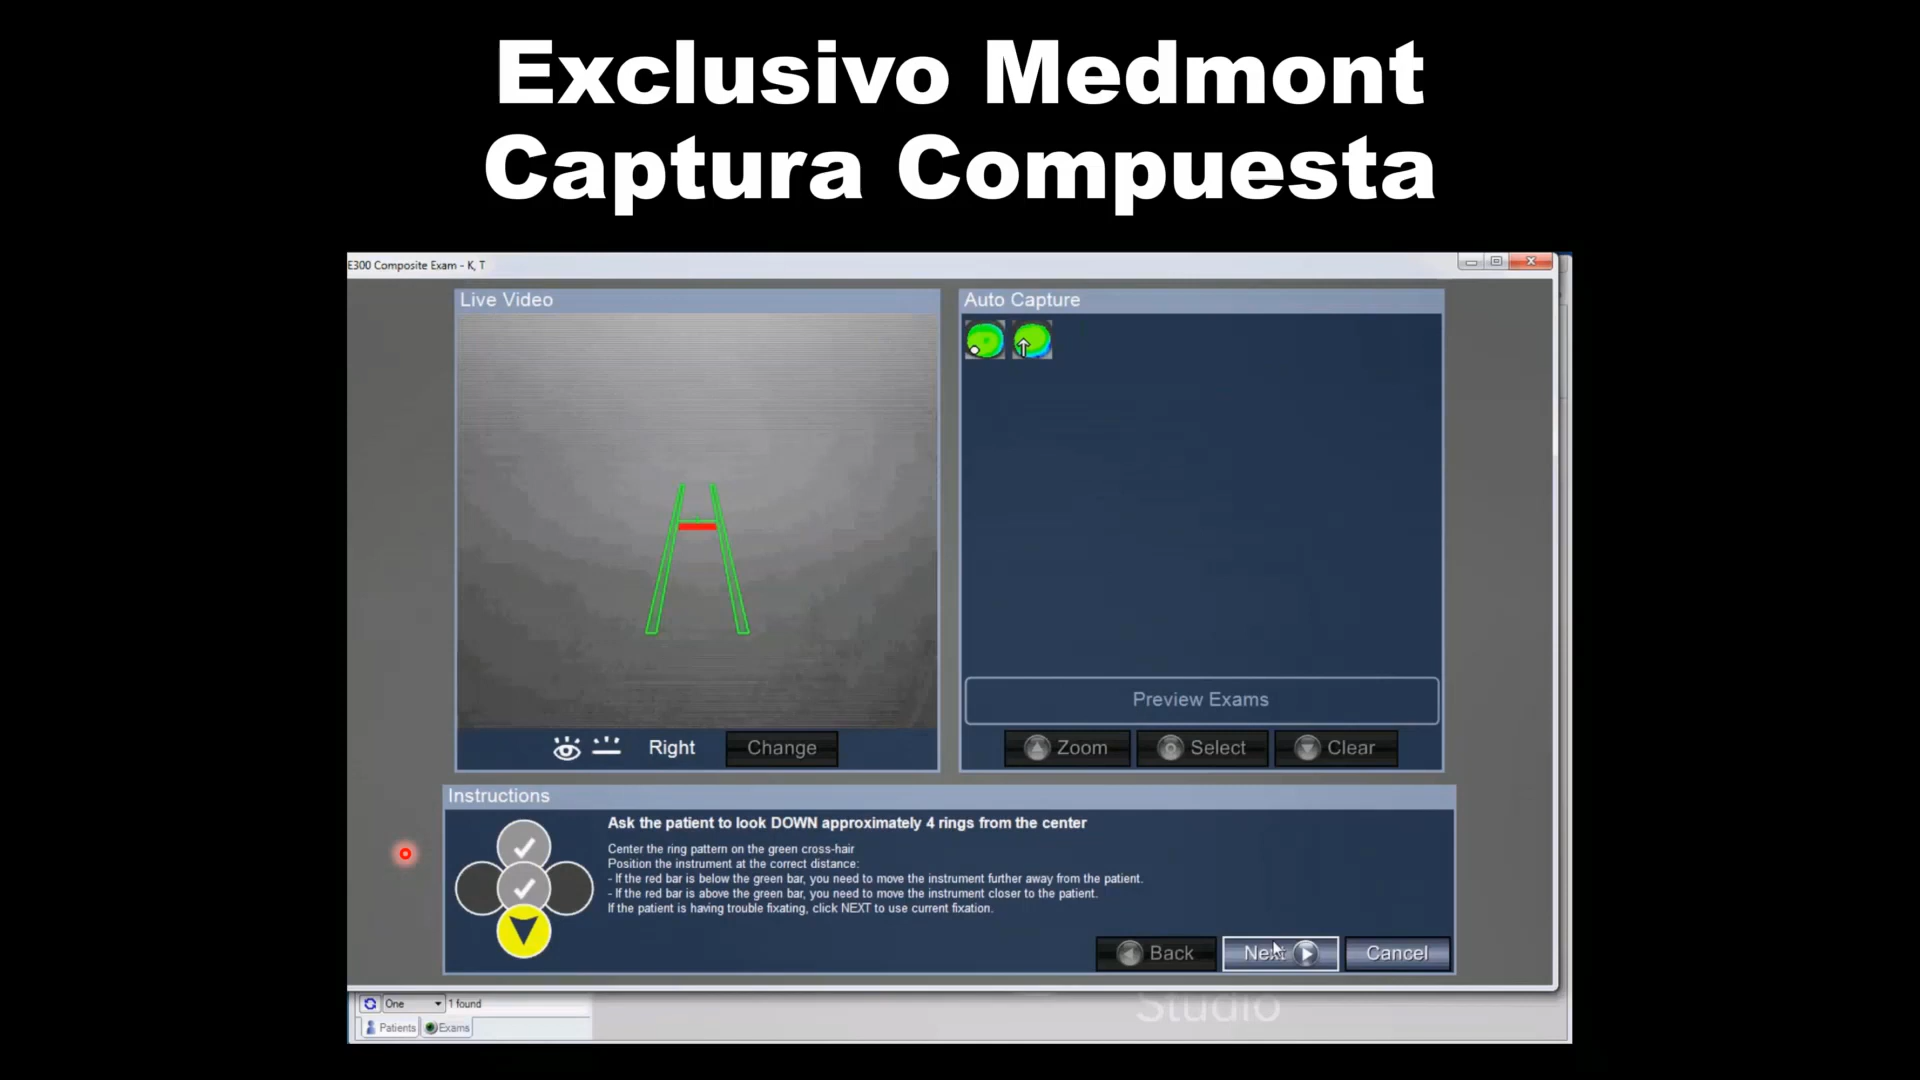 Exclusivo Medmont
Captura Compuesta
E300 Composite Exam - K, T
Live Video
Auto Capture
Preview Exams
Right
Change
Zoom
Select
Clear
Instructions
Ask the patient to look DOWN approximately 4 rings from the center
Center the ring pattern on the green cross-hair
Position the instrument at the correct distance:
- If the red bar is below the green bar, you need to move the instrument further away from the patient.
- If the red bar is above the green bar, you need to move the instrument closer to the patient.
If the patient is having trouble fixating, click NEXT to use current fixation.
Back
Next
Cancel
One
1 found
Studio
Patients
Exams